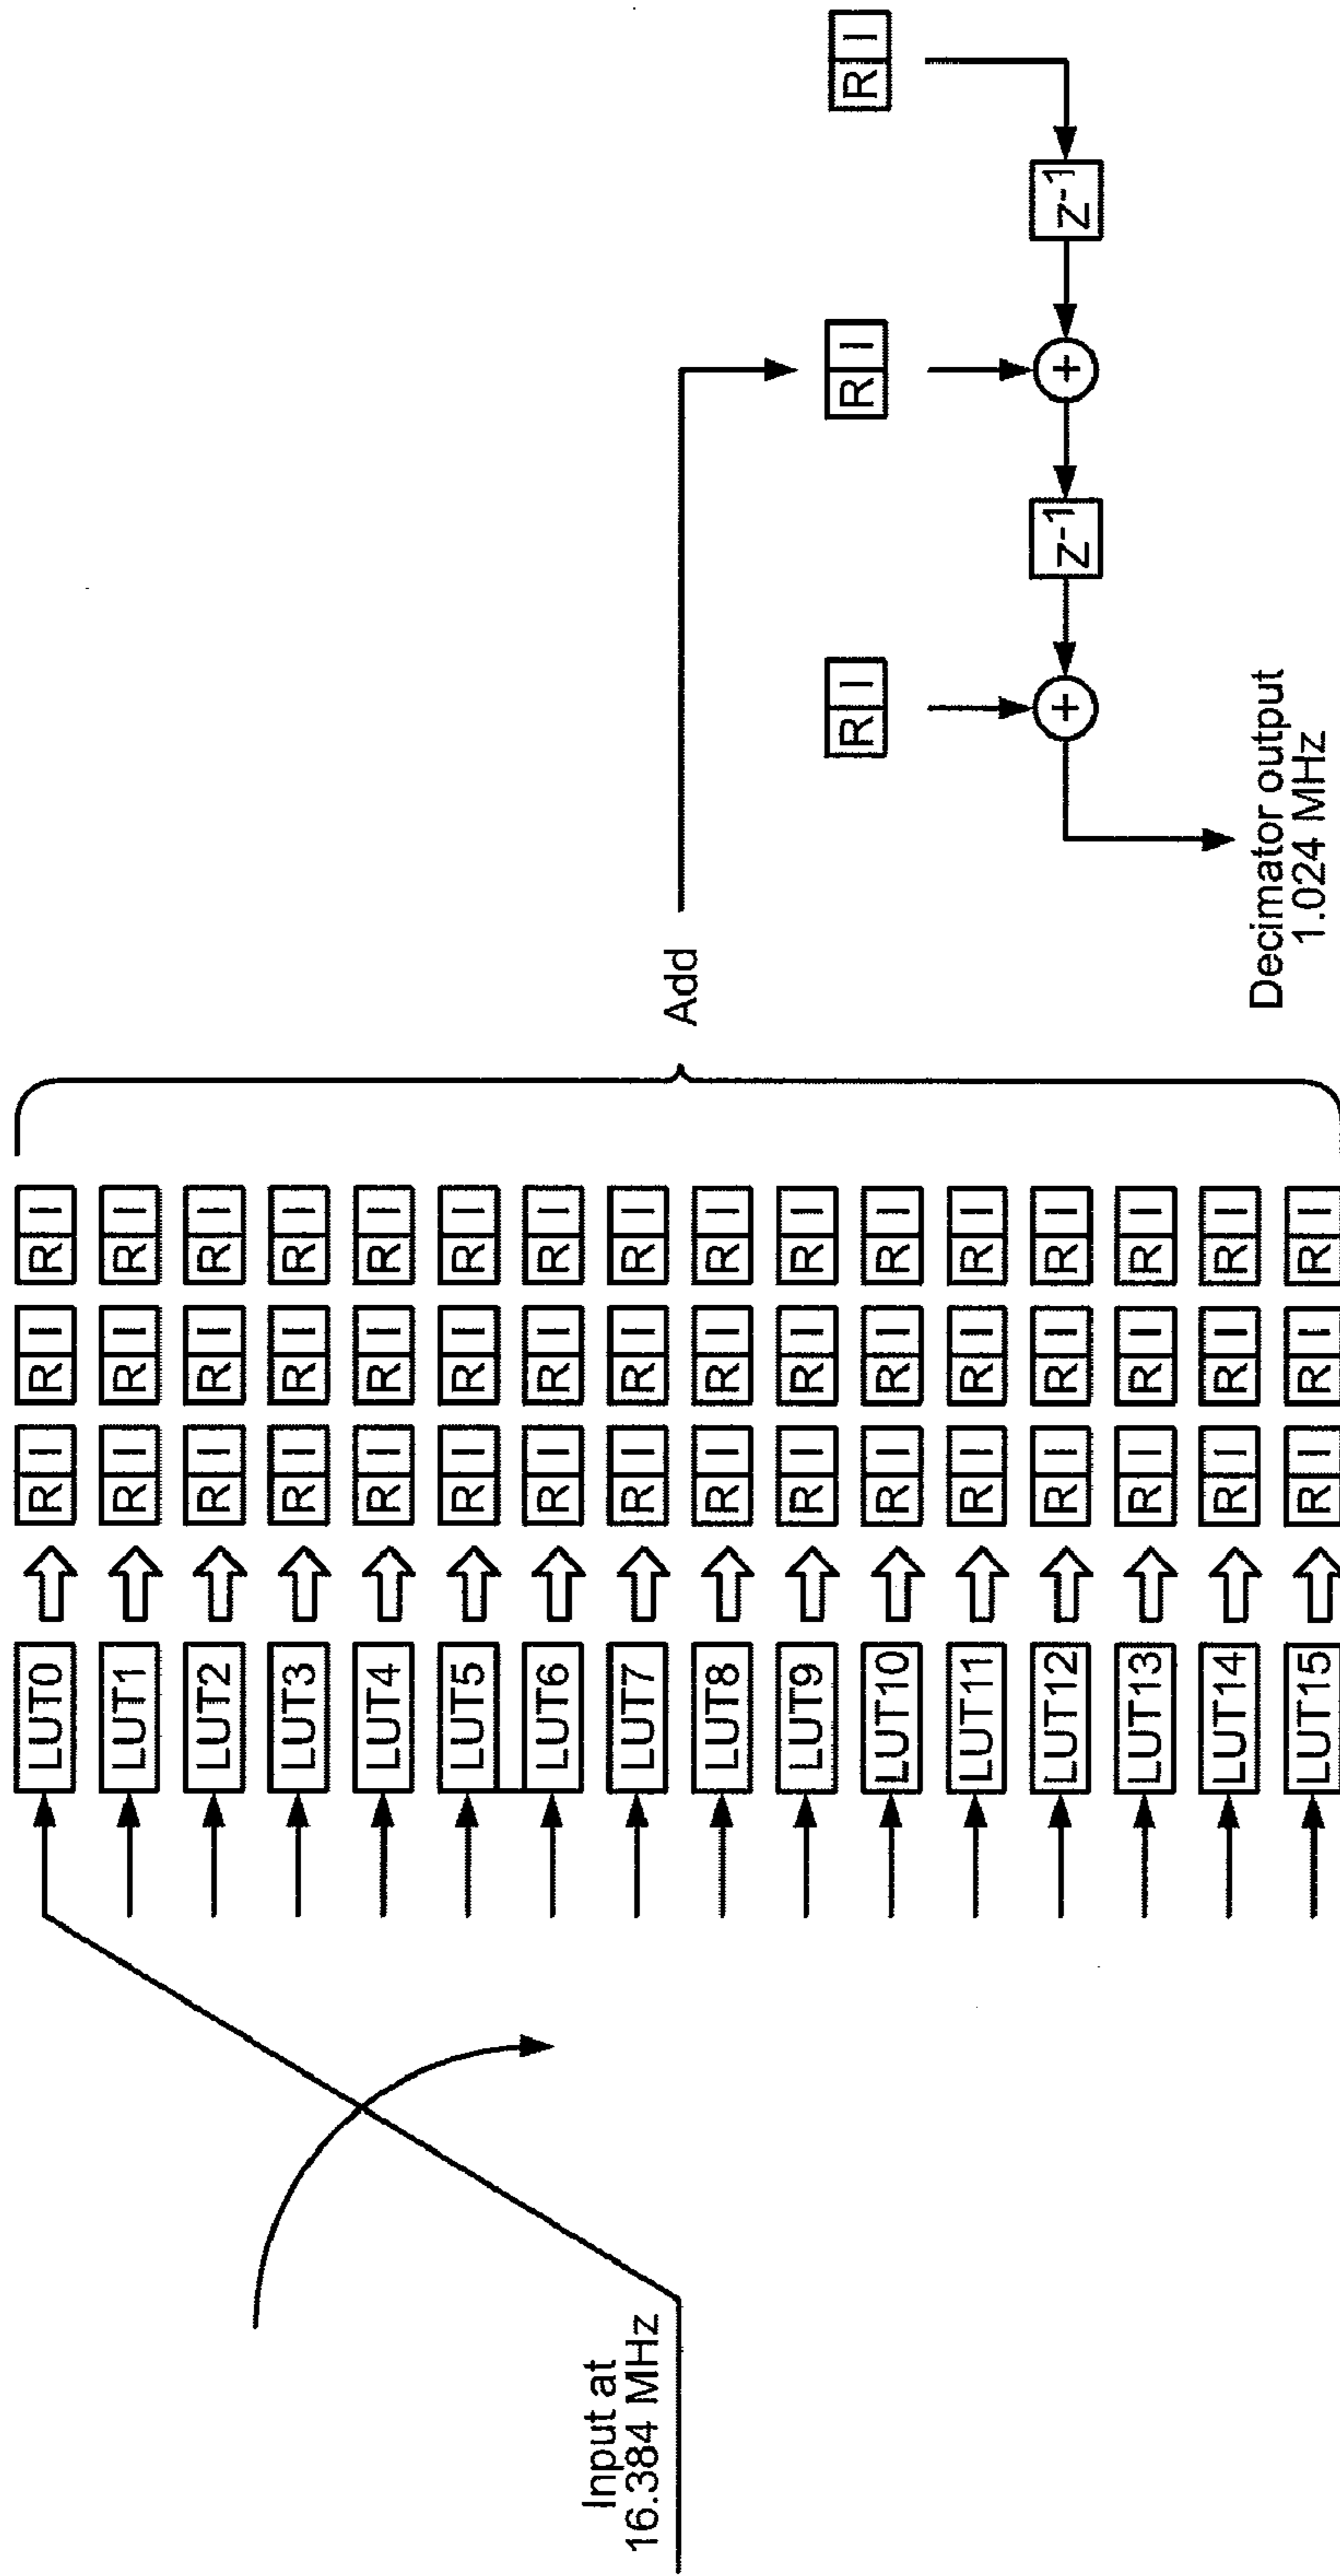 Input at
16.384 MHz
LUT0 R I R I R I
LUT1 R I R I R I
LUT2 R I R I R I
LUT3 R I R I R I
LUT4 R I R I R I
LUT5 R I R I R I
LUT6 R I R I R I
LUT7 R I R I R I
LUT8 R I R I R I
LUT9 R I R I R I
LUT10 R I R I R I
LUT11 R I R I R I
LUT12 R I R I R I
LUT13 R I R I R I
LUT14 R I R I R I
LUT15 R I R I R I
Add
R I
R I
R I
+
z-1
+
z-1
Decimator output
1.024 MHz